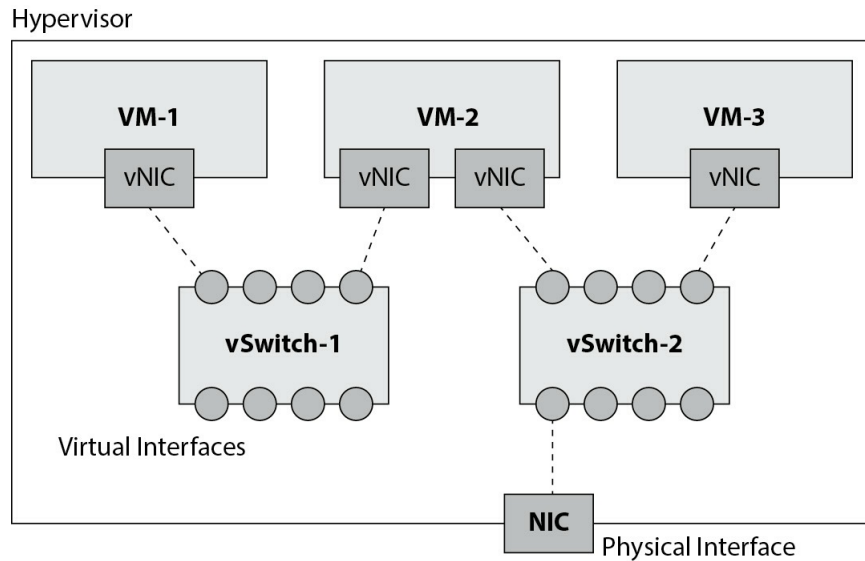 Hypervisor
VM-1
VM-2
VM-3
vNIC
vNIC
vNIC
vNIC
vSwitch-1
vSwitch-2
Virtual Interfaces
NIC
Physical Interface